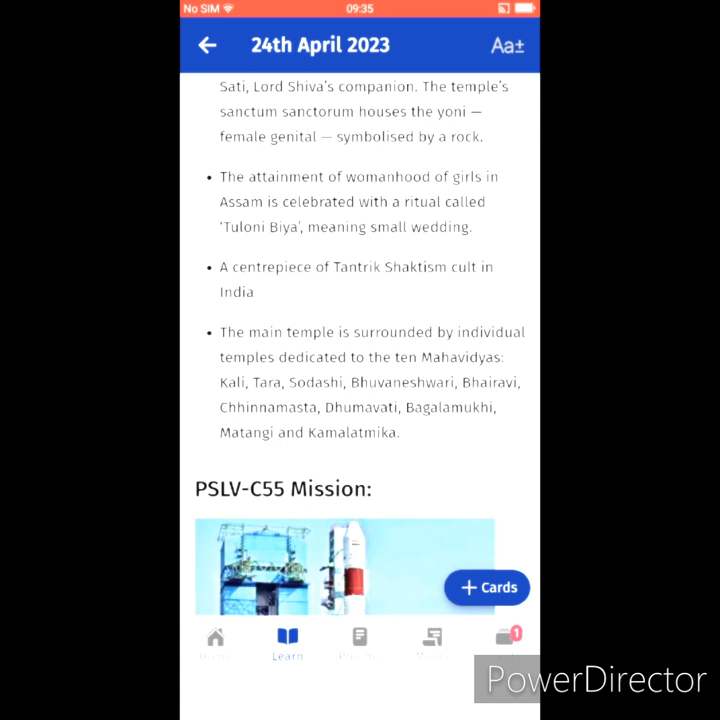 No SIM
09:35
24th April 2023
Aa±
Sati, Lord Shiva's companion. The temple's
sanctum sanctorum houses the yoni —
female genital — symbolised by a rock.
• The attainment of womanhood of girls in
Assam is celebrated with a ritual called
‘Tuloni Biya’, meaning small wedding.
• A centrepiece of Tantrik Shaktism cult in
India
• The main temple is surrounded by individual
temples dedicated to the ten Mahavidyas:
Kali, Tara, Sodashi, Bhuvaneshwari, Bhairavi,
Chhinnamasta, Dhumavati, Bagalamukhi,
Matangi and Kamalatmika.
PSLV-C55 Mission:
+ Cards
1
Learn
PowerDirector